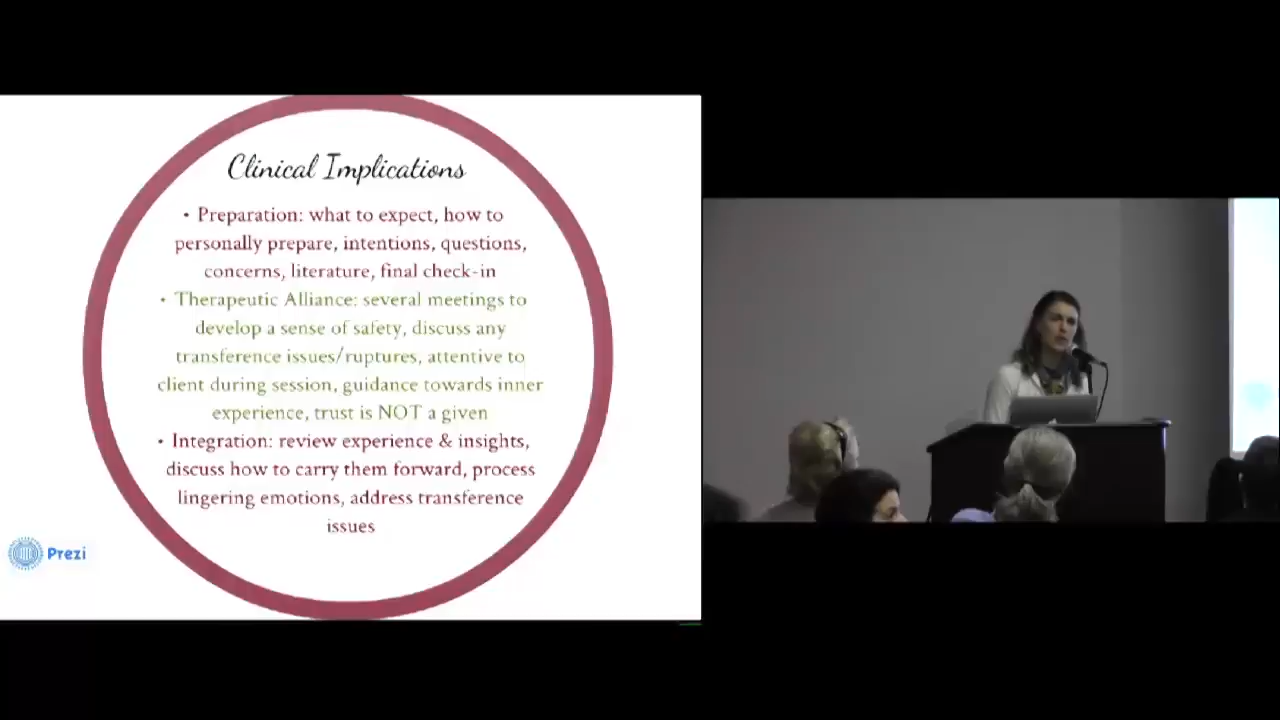 Clinical Implications
• Preparation: what to expect, how to
personally prepare, intentions, questions,
concerns, literature, final check-in
• Therapeutic Alliance: several meetings to
develop a sense of safety, discuss any
transference issues/ruptures, attentive to
client during session, guidance towards inner
experience, trust is NOT a given
• Integration: review experience & insights,
discuss how to carry them forward, process
lingering emotions, address transference
issues
Prezi